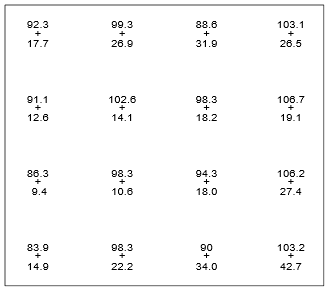 92.3 99.3 88.6 103.1
+ + + +
17.7 26.9 31.9 26.5
91.1 102.6 98.3 106.7
+ + + +
12.6 14.1 18.2 19.1
86.3 98.3 94.3 106.2
+ + + +
9.4 10.6 18.0 27.4
83.9 98.3 90 103.2
+ + + +
14.9 22.2 34.0 42.7